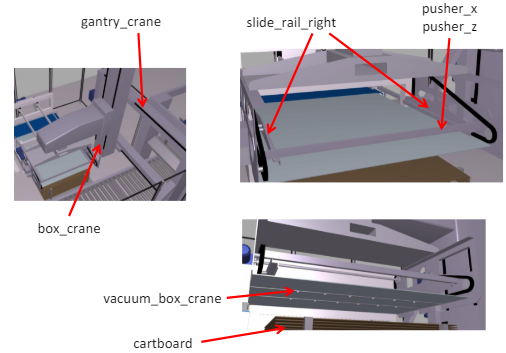 gantry_crane
slide_rail_right
pusher_x
pusher_z
box_crane
vacuum_box_crane
cartboard